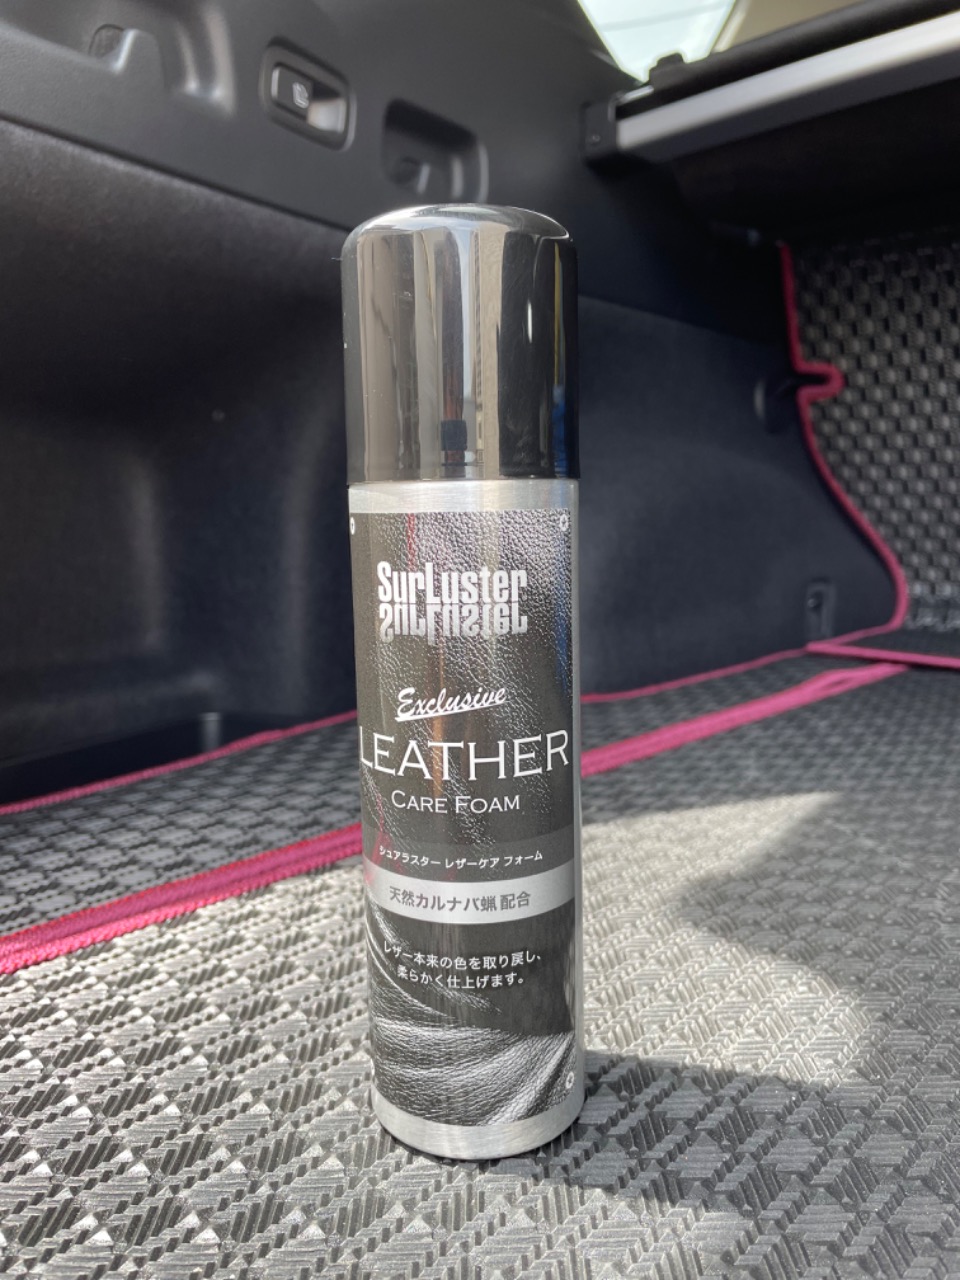 SurLuster
Exclusive
LEATHER
CARE FOAM
シュアラスター レザーケア フォーム
天然カルナバ蝋 配合
レザー本来の色を取り戻し、
柔らかく仕上げます。